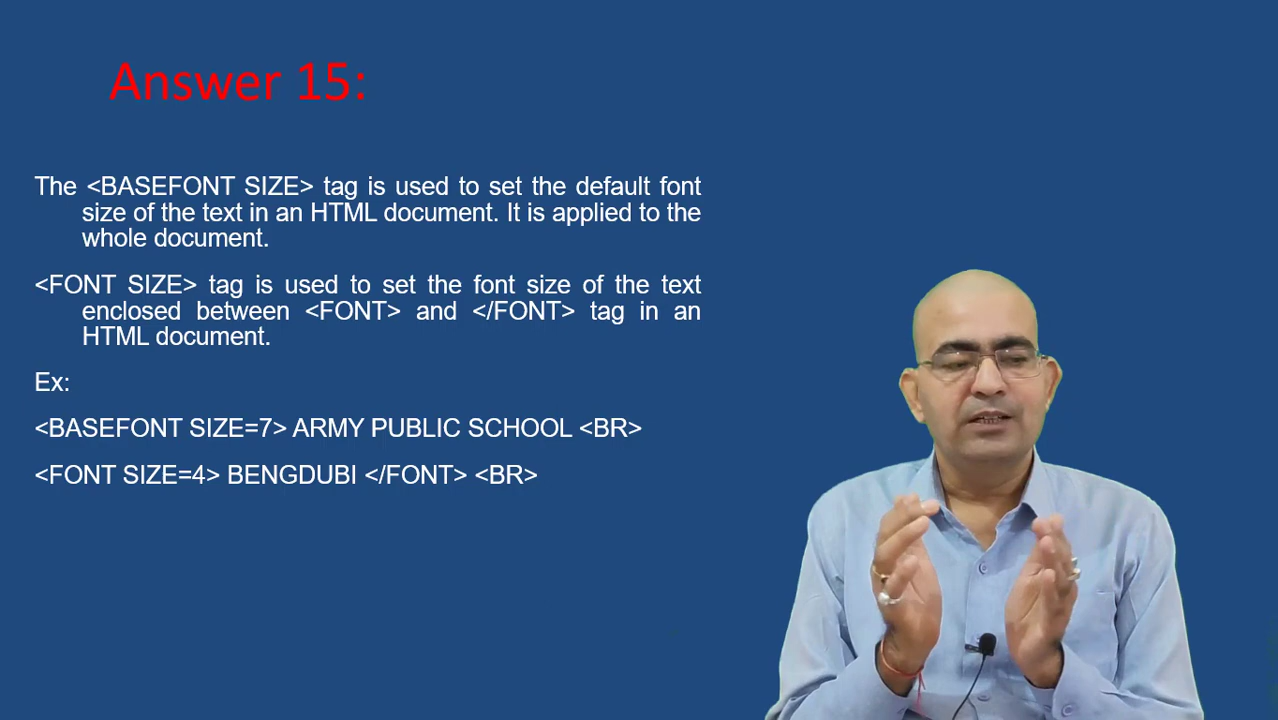 Answer 15:
The <BASEFONT SIZE> tag is used to set the default font
size of the text in an HTML document. It is applied to the
whole document.
<FONT SIZE> tag is used to set the font size of the text
enclosed between <FONT> and </FONT> tag in an
HTML document.
Ex:
<BASEFONT SIZE=7> ARMY PUBLIC SCHOOL <BR>
<FONT SIZE=4> BENGDUBI </FONT> <BR>